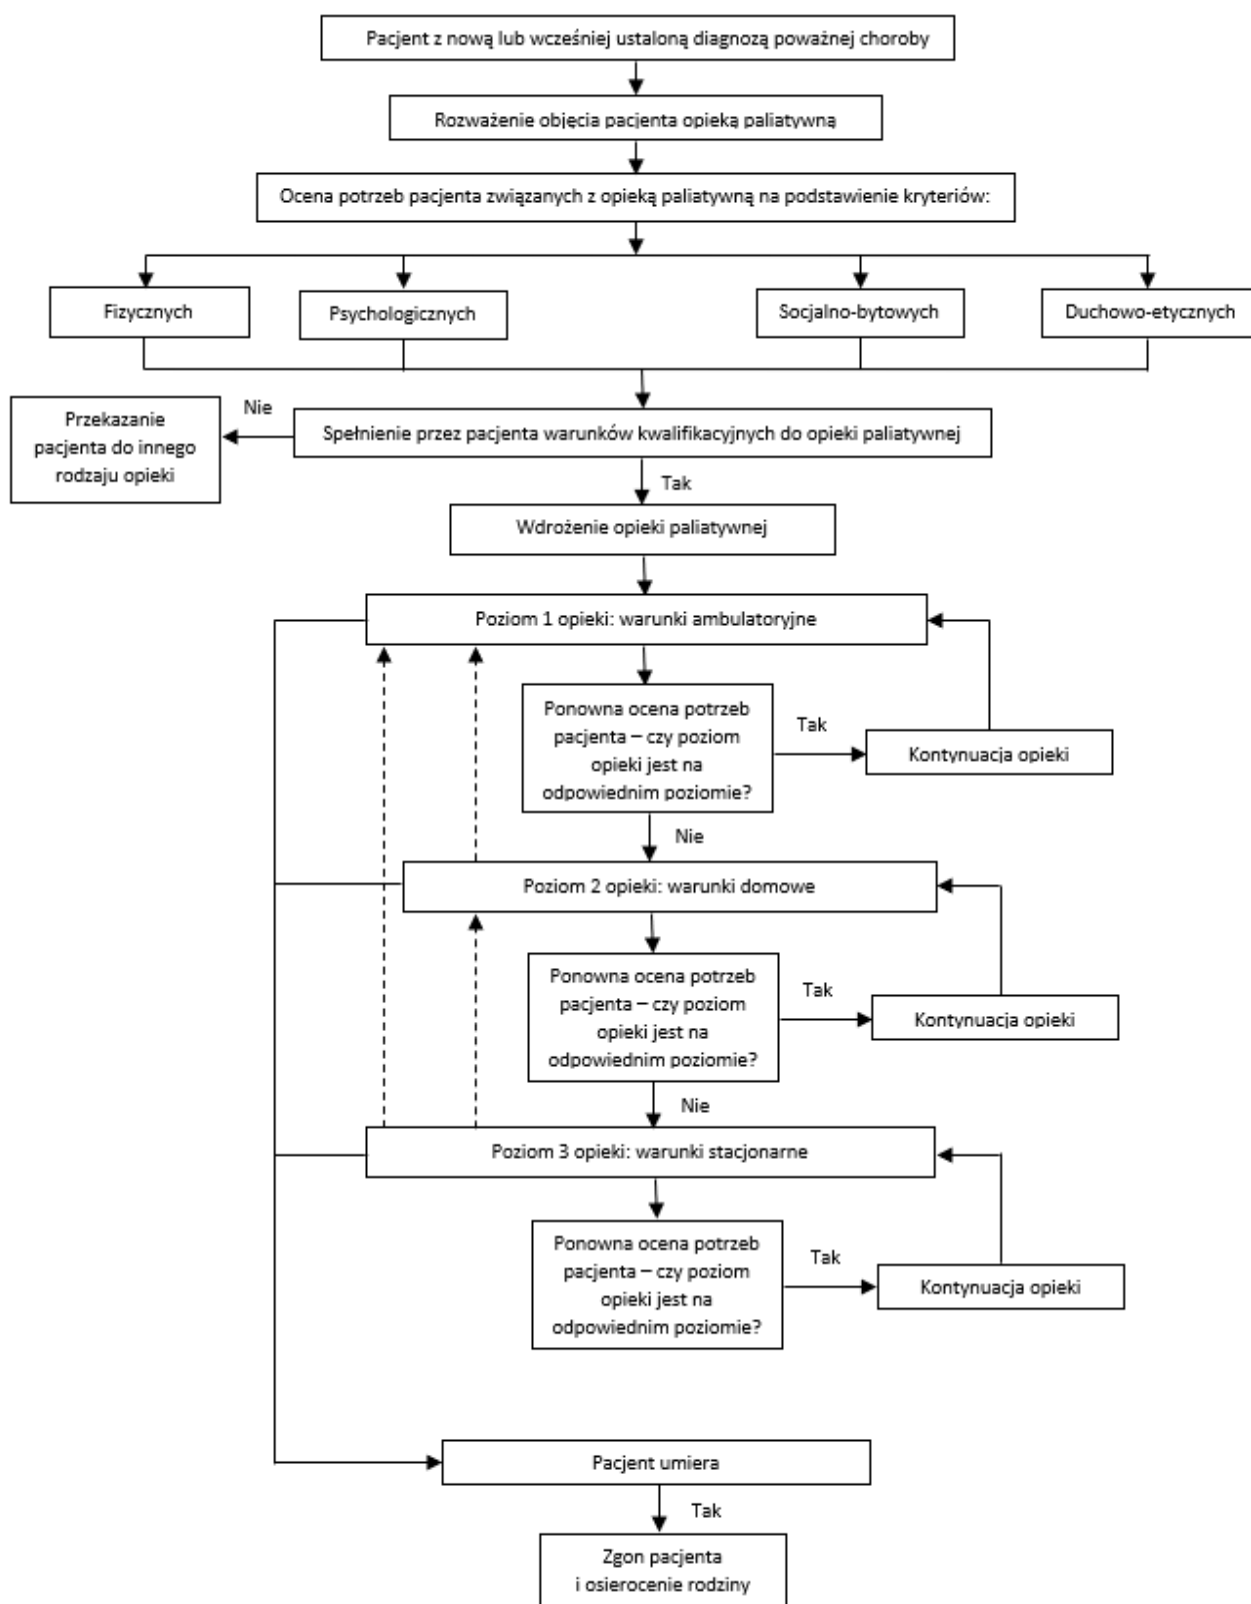 Pacjent z nową lub wcześniej ustaloną diagnozą poważnej choroby
Rozważenie objęcia pacjenta opieką paliatywną
Ocena potrzeb pacjenta związanych z opieką paliatywną na podstawienie kryteriów:
Fizycznych
Psychologicznych
Socjalno-bytowych
Duchowo-etycznych
Przekazanie
pacjenta do innego
rodzaju opieki
Nie
Spełnienie przez pacjenta warunków kwalifikacyjnych do opieki paliatywnej
Tak
Wdrożenie opieki paliatywnej
Poziom 1 opieki: warunki ambulatoryjne
Ponowna ocena potrzeb
pacjenta – czy poziom
opieki jest na
odpowiednim poziomie?
Tak
Kontynuacja opieki
Nie
Poziom 2 opieki: warunki domowe
Ponowna ocena potrzeb
pacjenta – czy poziom
opieki jest na
odpowiednim poziomie?
Tak
Kontynuacja opieki
Nie
Poziom 3 opieki: warunki stacjonarne
Ponowna ocena potrzeb
pacjenta – czy poziom
opieki jest na
odpowiednim poziomie?
Tak
Kontynuacja opieki
Pacjent umiera
Tak
Zgon pacjenta
i osierocenie rodziny